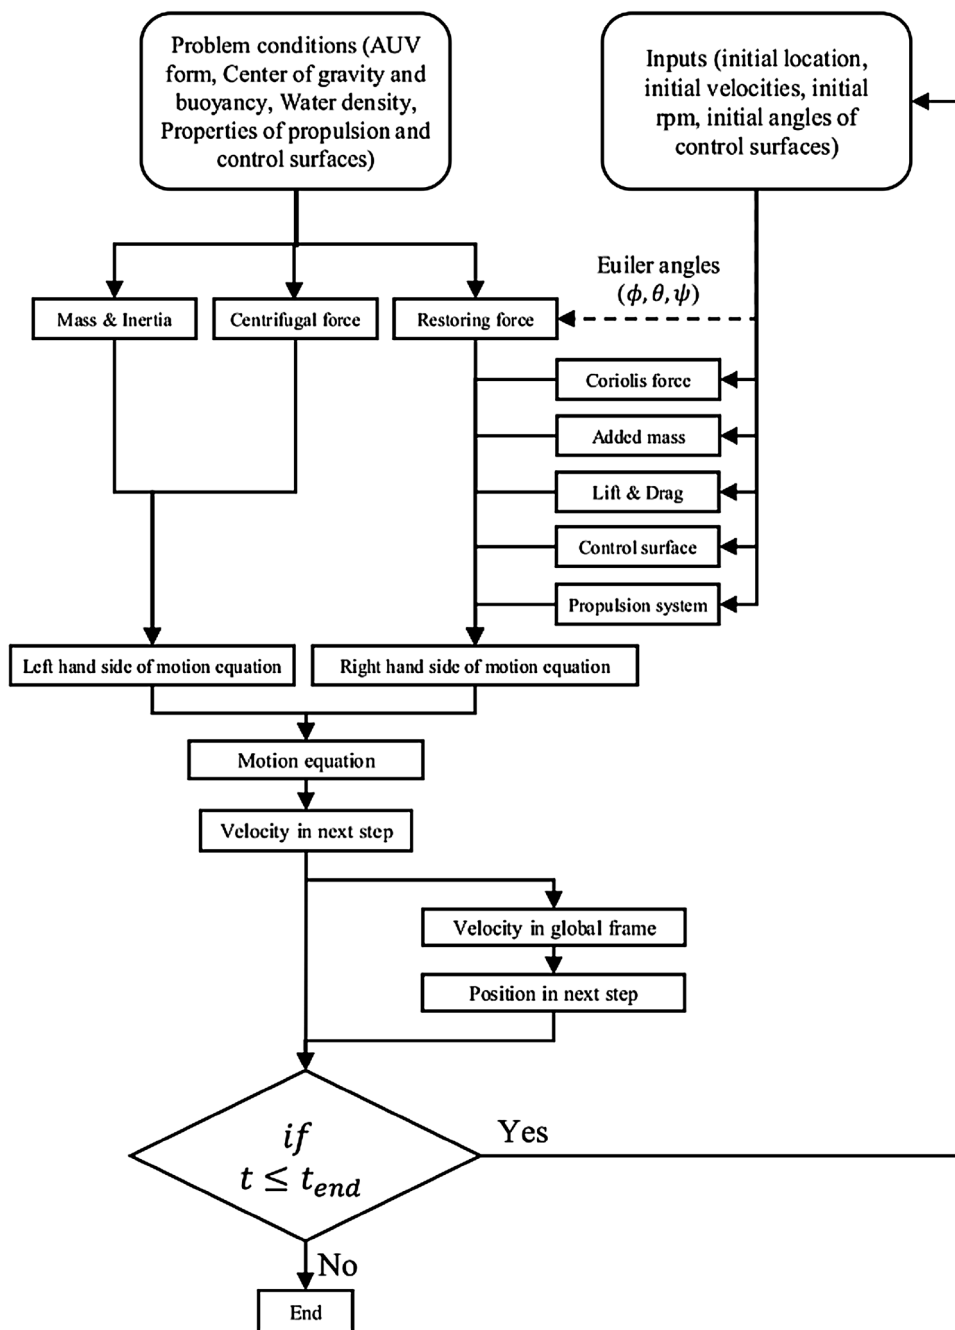 Problem conditions (AUV
form, Center of gravity and
buoyancy, Water density,
Properties of propulsion and
control surfaces)
Inputs (initial location,
initial velocities, initial
rpm, initial angles of
control surfaces)
Euiler angles
(ϕ, θ, ψ)
Mass & Inertia
Centrifugal force
Restoring force
Coriolis force
Added mass
Lift & Drag
Control surface
Propulsion system
Left hand side of motion equation
Right hand side of motion equation
Motion equation
Velocity in next step
Velocity in global frame
Position in next step
if
t ≤ t_end
Yes
No
End